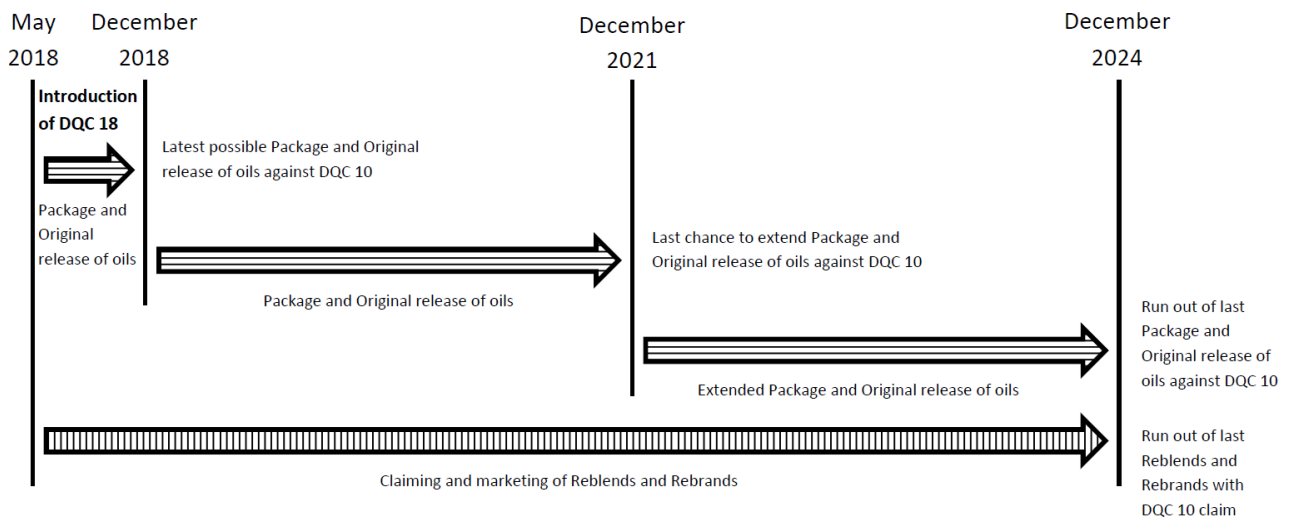 May
2018
December
2018
December
2021
December
2024
Introduction
of DQC 18
Latest possible Package and Original
release of oils against DQC 10
Package and
Original
release of oils
Last chance to extend Package and
Original release of oils against DQC 10
Package and Original release of oils
Run out of last
Package and
Original release of
oils against DQC 10
Extended Package and Original release of oils
Run out of last
Reblends and
Rebrands with
DQC 10 claim
Claiming and marketing of Reblends and Rebrands